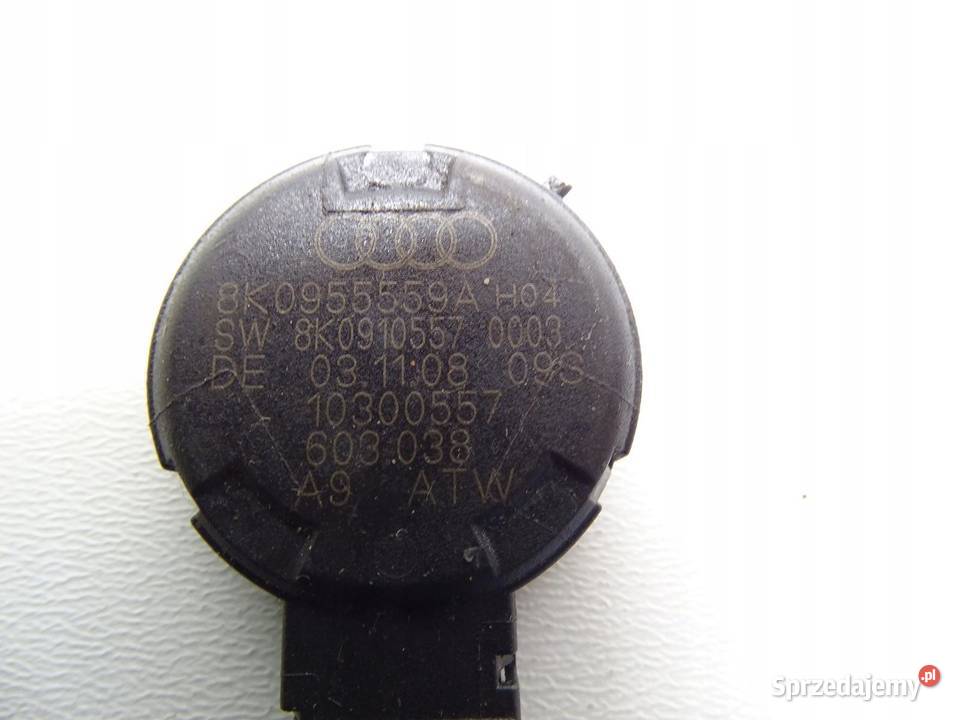 8K0955559A H04
SW 8K0910557 0003
DE 03.11.08 09S
10300557
603.038
A9 ATW
Sprzedajemy.pl